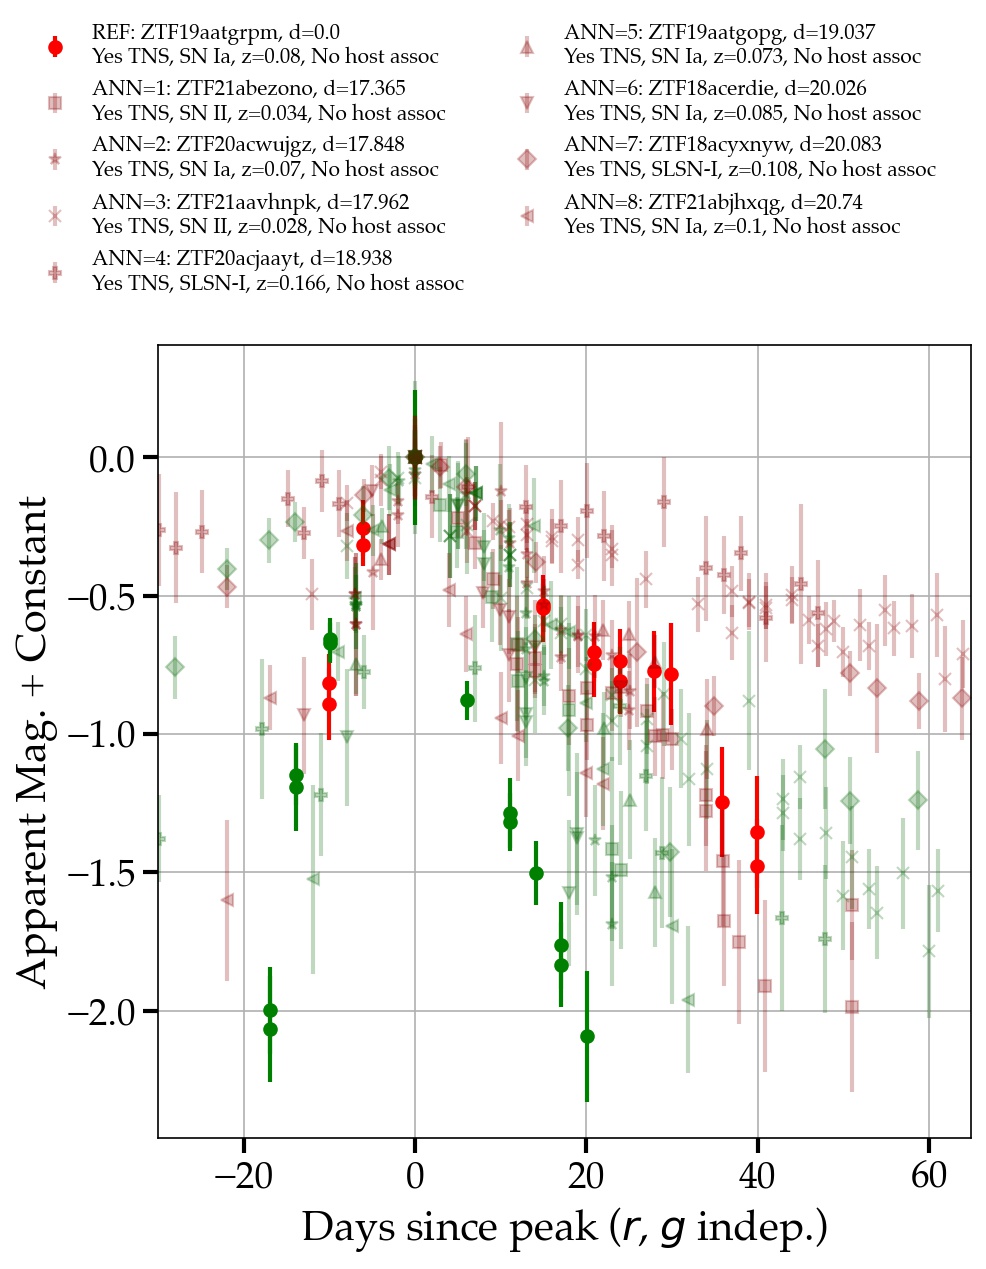 REF: ZTF19aatgrpm, d=0.0
Yes TNS, SN Ia, z=0.08, No host assoc
ANN=1: ZTF21abezono, d=17.365
Yes TNS, SN II, z=0.034, No host assoc
ANN=2: ZTF20acwujgz, d=17.848
Yes TNS, SN Ia, z=0.07, No host assoc
ANN=3: ZTF21aavhnpk, d=17.962
Yes TNS, SN II, z=0.028, No host assoc
ANN=4: ZTF20acjaayt, d=18.938
Yes TNS, SLSN-I, z=0.166, No host assoc
ANN=5: ZTF19aatgopg, d=19.037
Yes TNS, SN Ia, z=0.073, No host assoc
ANN=6: ZTF18acerdie, d=20.026
Yes TNS, SN Ia, z=0.085, No host assoc
ANN=7: ZTF18acyxnyw, d=20.083
Yes TNS, SLSN-I, z=0.108, No host assoc
ANN=8: ZTF21abjhxqg, d=20.74
Yes TNS, SN Ia, z=0.1, No host assoc
Apparent Mag. + Constant
0.0
−0.5
−1.0
−1.5
−2.0
−20 0 20 40 60
Days since peak (r, g indep.)